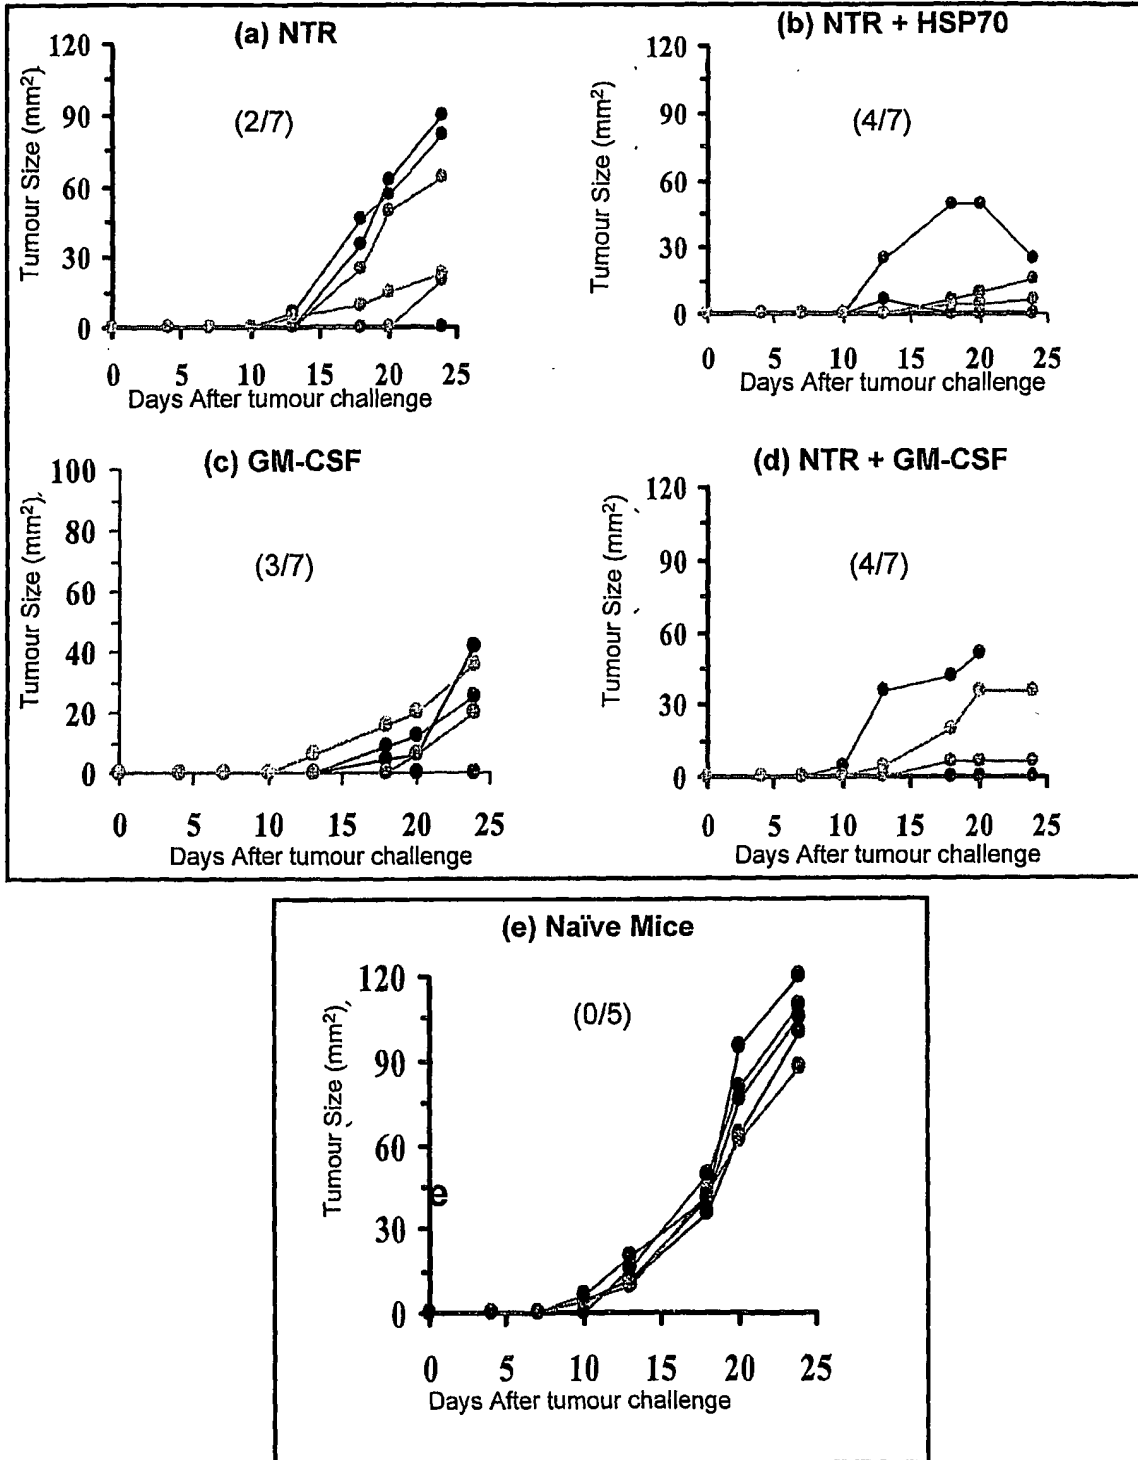 (a) NTR
120
90
60
30
0
Tumour Size (mm²)
(2/7)
0 5 10 15 20 25
Days After tumour challenge
(b) NTR + HSP70
120
90
60
30
0
Tumour Size (mm²)
(4/7)
0 5 10 15 20 25
Days After tumour challenge
(c) GM-CSF
100
80
60
40
20
0
Tumour Size (mm²)
(3/7)
0 5 10 15 20 25
Days After tumour challenge
(d) NTR + GM-CSF
120
90
60
30
0
Tumour Size (mm²)
(4/7)
0 5 10 15 20 25
Days After tumour challenge
(e) Naïve Mice
120
90
60
30
0
Tumour Size (mm²)
(0/5)
e
0 5 10 15 20 25
Days After tumour challenge